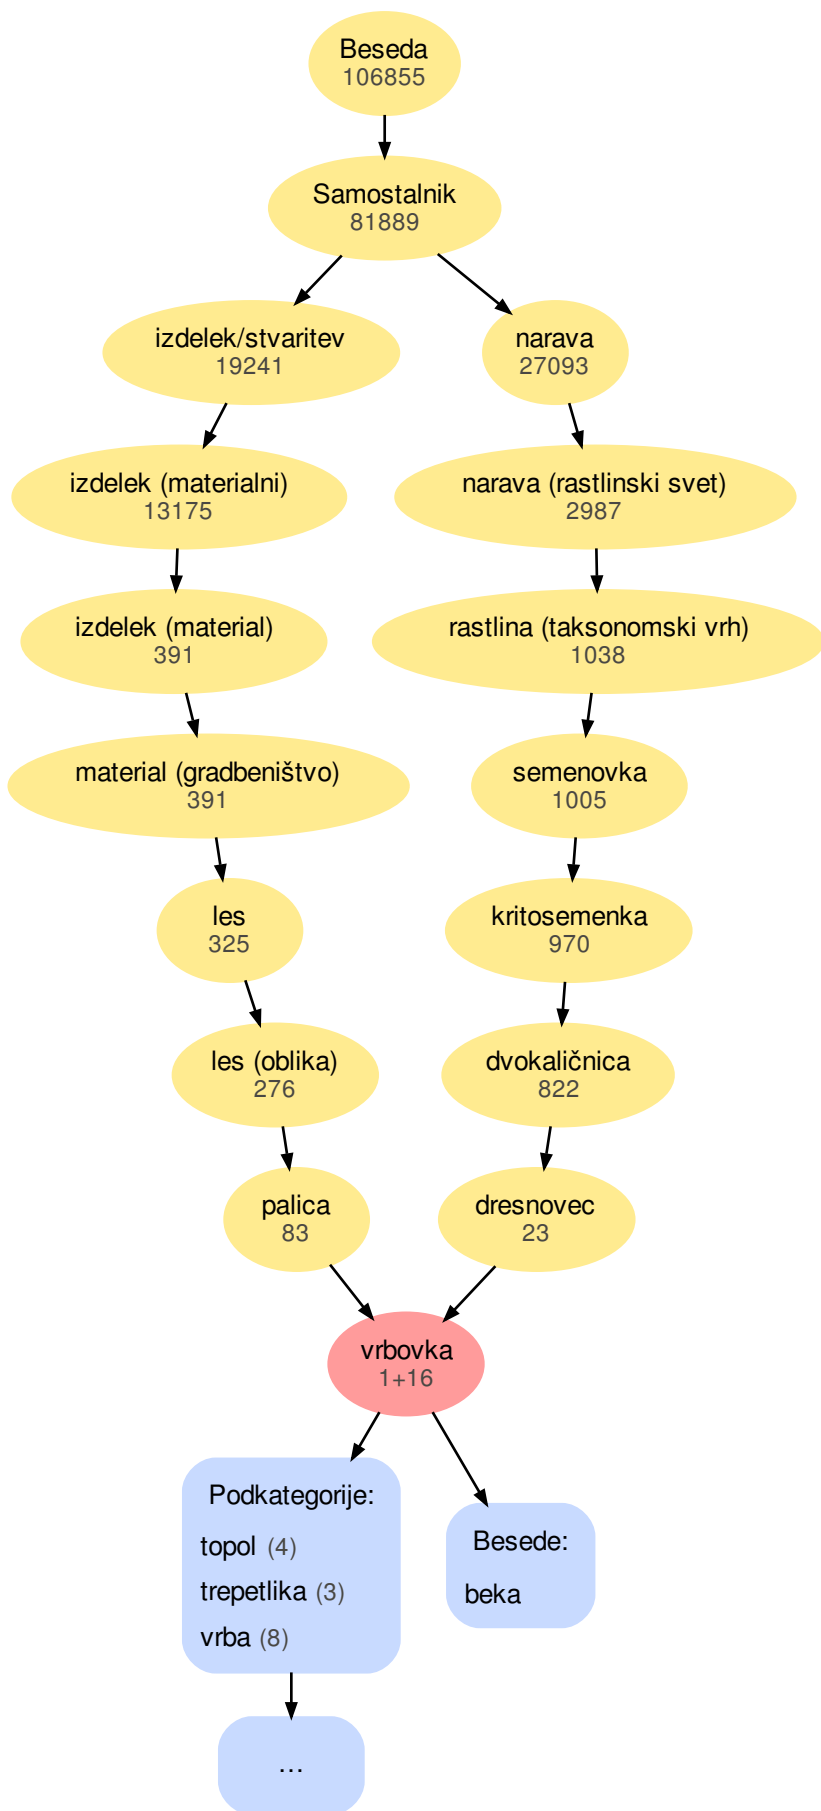 Beseda
106855
Samostalnik
81889
izdelek/stvaritev
19241
narava
27093
izdelek (materialni)
13175
narava (rastlinski svet)
2987
izdelek (material)
391
rastlina (taksonomski vrh)
1038
material (gradbeništvo)
391
semenovka
1005
les
325
kritosemenka
970
les (oblika)
276
dvokaličnica
822
palica
83
dresnovec
23
vrbovka
1+16
Podkategorije:
topol (4)
trepetlika (3)
vrba (8)
Besede:
beka
...